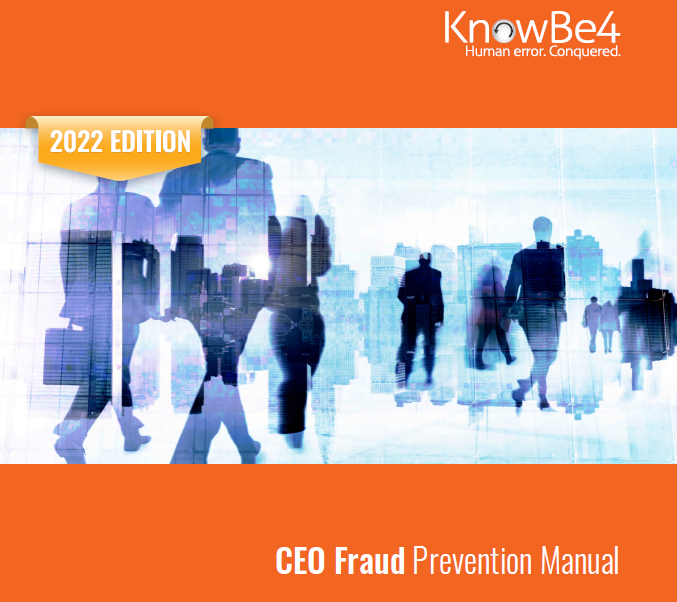 KnowBe4
Human error. Conquered.
2022 EDITION
CEO Fraud Prevention Manual